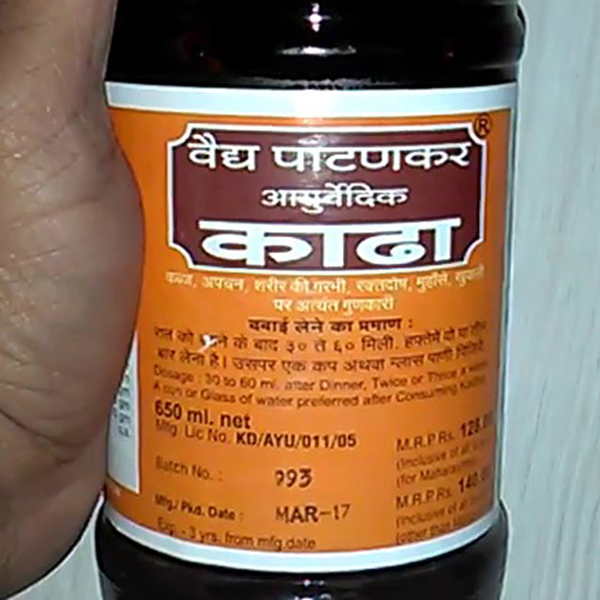 वैद्य पाटणकर ®
आयुर्वेदिक
काढा
कब्ज, अपचन, शरीर की गरमी, रक्तदोष, मुहाँसे, खुजली
पर अत्यंत गुणकारी
दवाई लेने का प्रमाण :
रात को खाने के बाद ३० ते ६० मिली. हफ्तेमें दो या तीन
बार लेना है। उसपर एक कप अथवा ग्लास पाणी
Dosage : 30 to 60 ml. after Dinner, Twice or Thrice a week.
A cup or Glass of water preferred after Consuming Kadha
650 ml. net
Mfg. Lic No. KD/AYU/011/05
M.R.P Rs. 128.
(Inclusive of all
(for Maharashtra
Batch No. : 993
M.R.P Rs. 140.
(Inclusive of all
(other than
Mfg./ Pkd. Date : MAR-17
Exp. - 3 yrs. from mfg.date